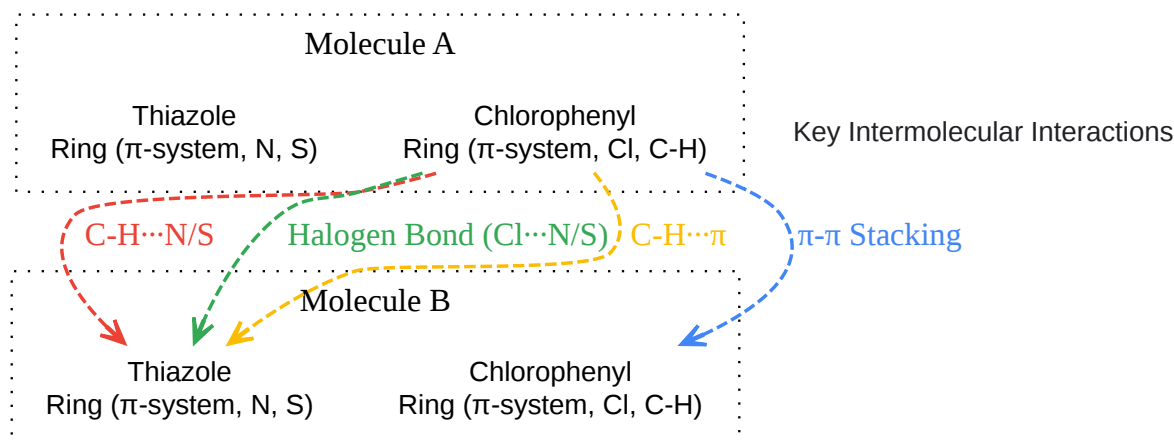 Molecule A
Thiazole
Ring (π-system, N, S)
Chlorophenyl
Ring (π-system, Cl, C-H)
Key Intermolecular Interactions
C-H···N/S
Halogen Bond (Cl···N/S)
C-H···π
π-π Stacking
Molecule B
Thiazole
Ring (π-system, N, S)
Chlorophenyl
Ring (π-system, Cl, C-H)